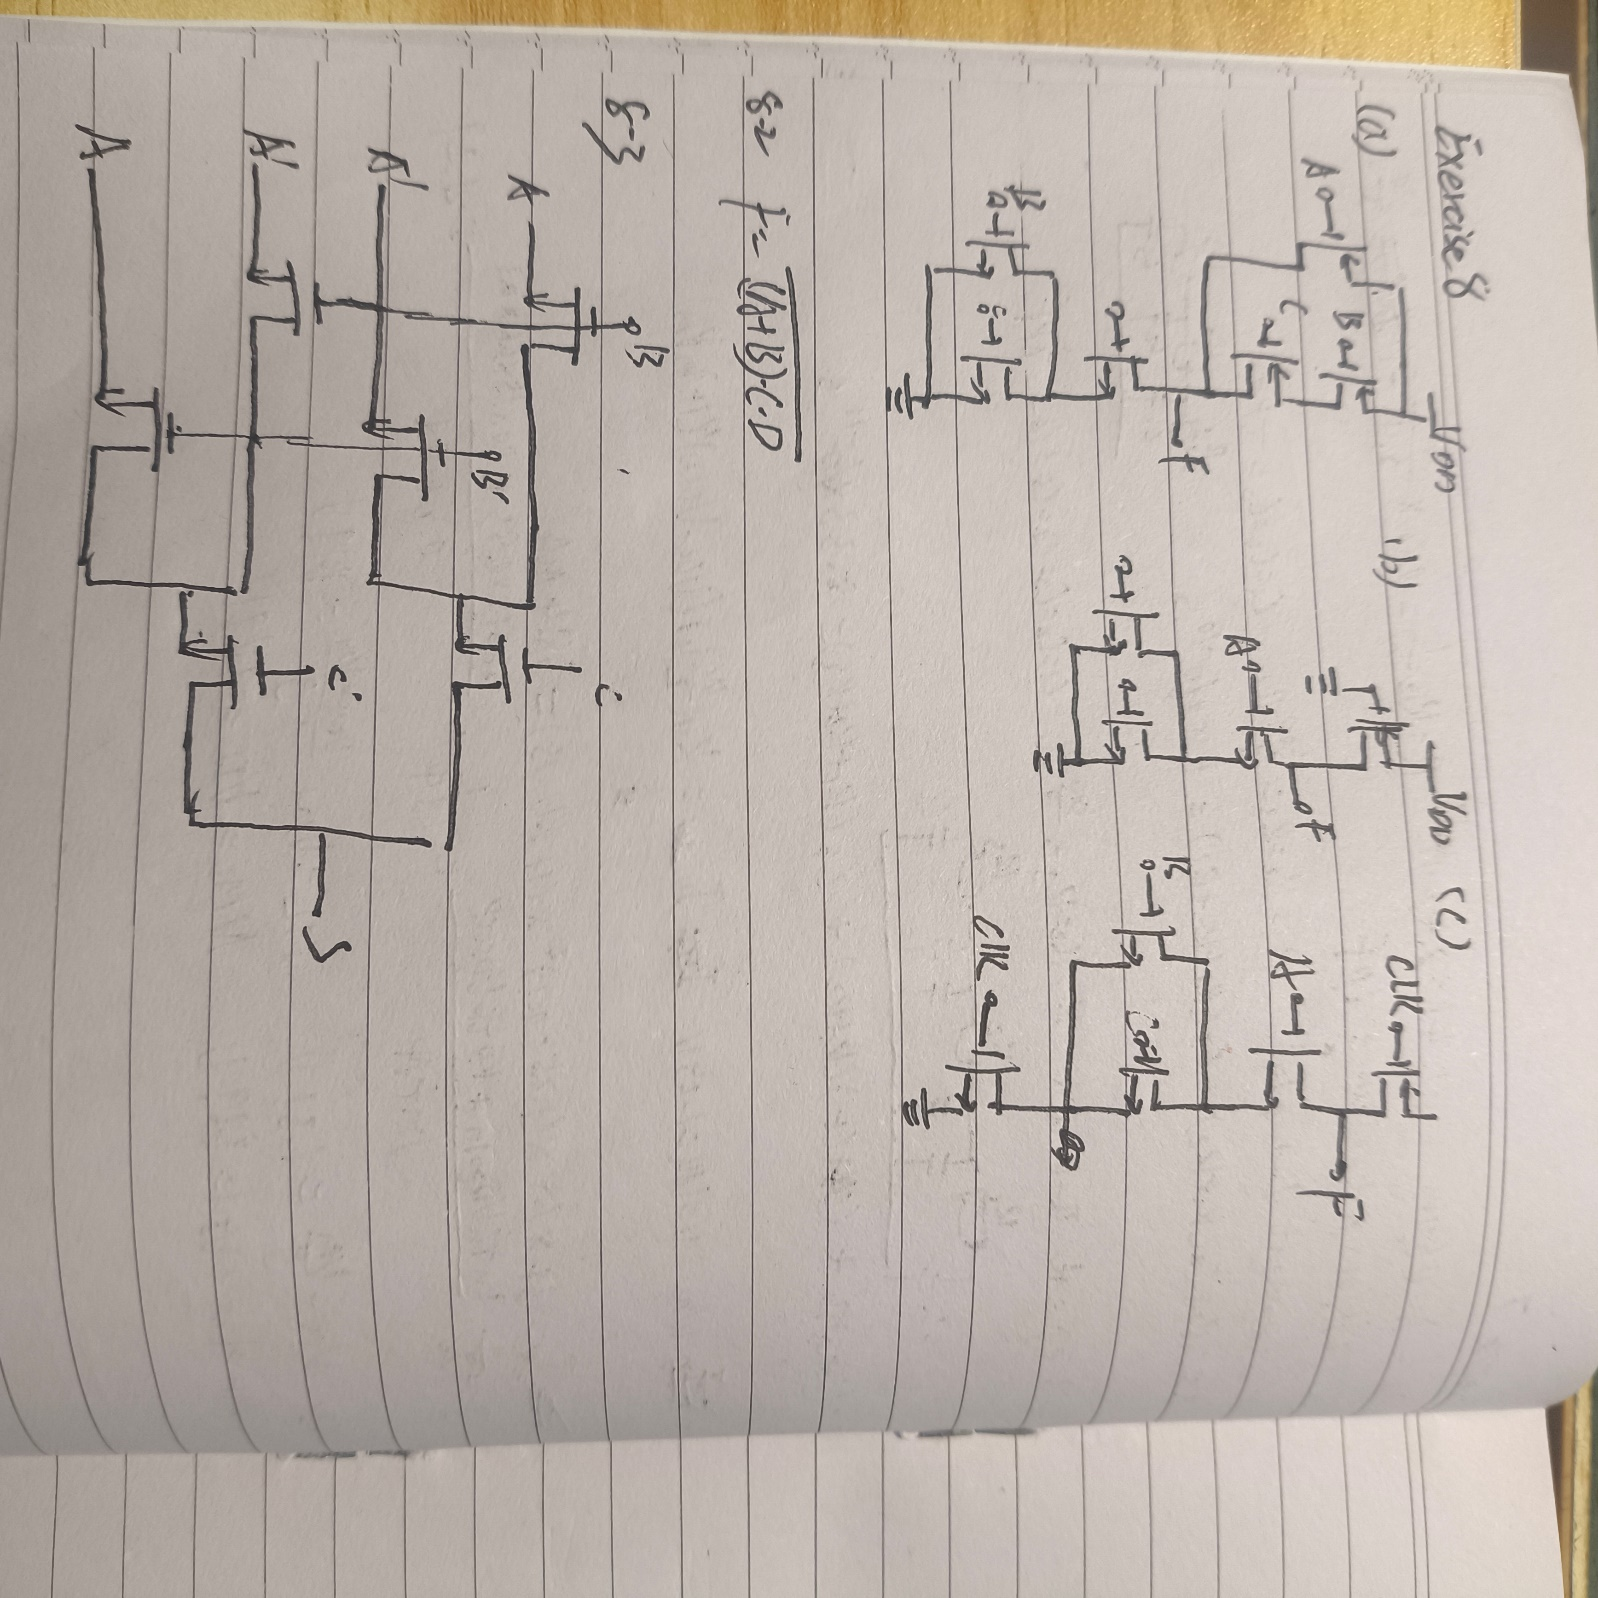 Exercise 8
(a) VDD (b) VDD (c)
A B C F
A F
CLK A F
B
B C
CLK
8-2 F = (A+B)·C·D
8-3
A B
A' B' C
A' C' S
A